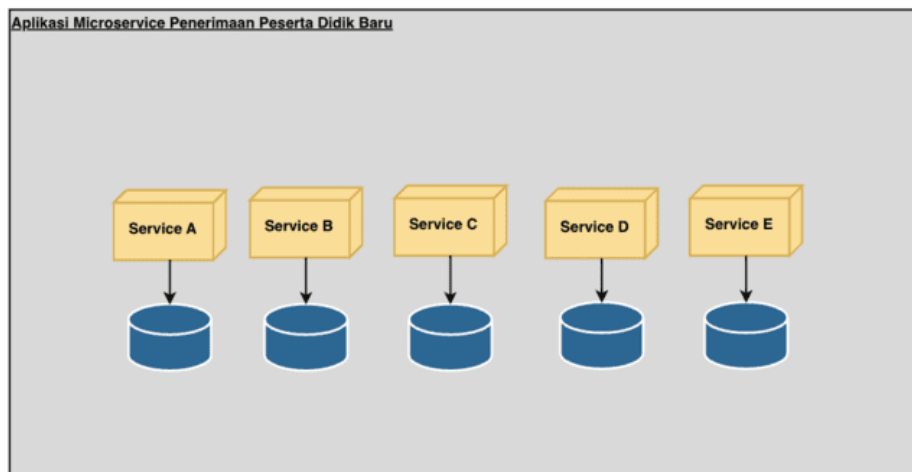 Aplikasi Microservice Penerimaan Peserta Didik Baru
Service A
Service B
Service C
Service D
Service E